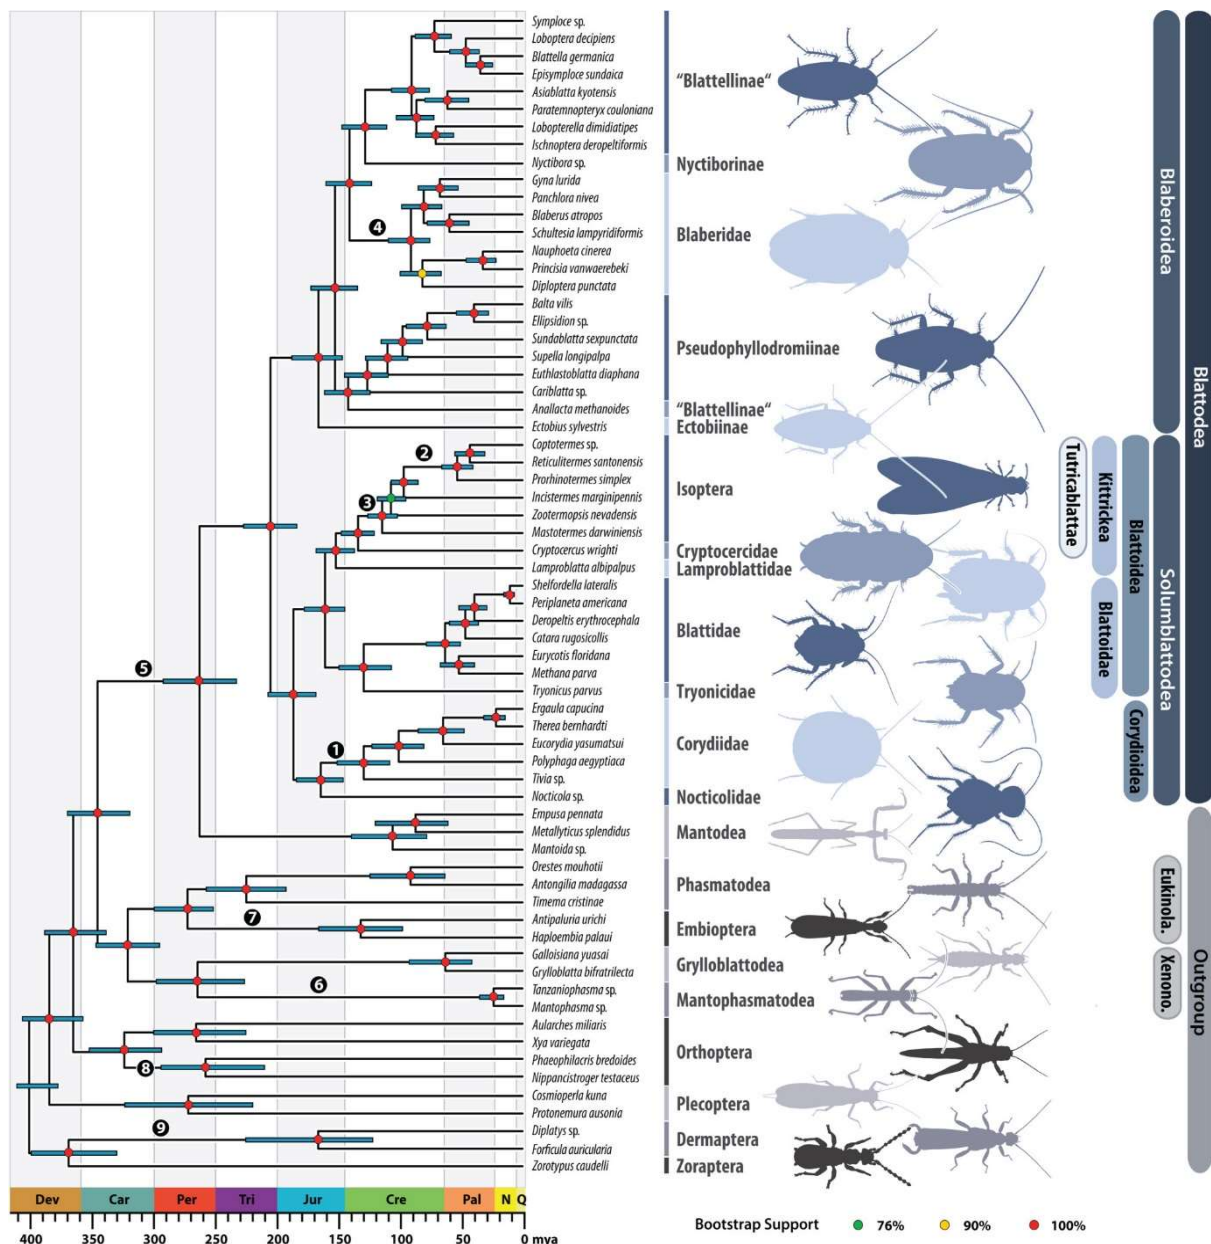 Symploce sp.
Loboptera decipiens
Blattella germanica
Episymploce sundaica
Asiablatta kyotensis
Paratemnopteryx couloniana
Lobopterella dimidiatipes
Ischnoptera deropeltiformis
Nyctibora sp.
Gyna lurida
Panchlora nivea
Blaberus atropos
Schultesia lampyridiformis
Nauphoeta cinerea
Princisia vanwaerebeki
Diploptera punctata
Balta vilis
Ellipsidion sp.
Sundablatta sexpunctata
Supella longipalpa
Euthlastoblatta diaphana
Cariblatta sp.
Anallacta methanoides
Ectobius sylvestris
Coptotermes sp.
Reticulitermes santonensis
Prorhinotermes simplex
Incistermes marginipennis
Zootermopsis nevadensis
Mastotermes darwiniensis
Cryptocercus wrighti
Lamproblatta albipalpus
Shelfordella lateralis
Periplaneta americana
Deropeltis erythrocephala
Catara rugosicollis
Eurycotis floridana
Methana parva
Tryonicus parvus
Ergaula capucina
Therea bernhardti
Eucorydia yasumatsui
Polyphaga aegyptiaca
Tivia sp.
Nocticola sp.
Empusa pennata
Metallyticus splendidus
Mantoida sp.
Orestes mouhotii
Antongilia madagassa
Timema cristinae
Antipaluria urichi
Haploembia palaui
Galloisiana yuasai
Grylloblatta bifratrilecta
Tanzaniophasma sp.
Mantophasma sp.
Aularches miliaris
Xya variegata
Phaeophilacris bredoides
Nippancistroger testaceus
Cosmioperla kuna
Protonemura ausonia
Diplatys sp.
Forficula auricularia
Zorotypus caudelli
4
2
3
5
1
7
6
8
9
"Blattellinae"
Nyctiborinae
Blaberidae
Pseudophyllodromiinae
"Blattellinae"
Ectobiinae
Isoptera
Cryptocercidae
Lamproblattidae
Blattidae
Tryonicidae
Corydiidae
Nocticolidae
Mantodea
Phasmatodea
Embioptera
Grylloblattodea
Mantophasmatodea
Orthoptera
Plecoptera
Dermaptera
Zoraptera
Tutricablattae
Kittrickea
Blattoidae
Blattoidea
Corydioidea
Blaberoidea
Solumblattodea
Blattodea
Eukinola.
Xenono.
Outgroup
Dev Car Per Tri Jur Cre Pal N Q
400 350 300 250 200 150 100 50 0 mya
Bootstrap Support 76% 90% 100%